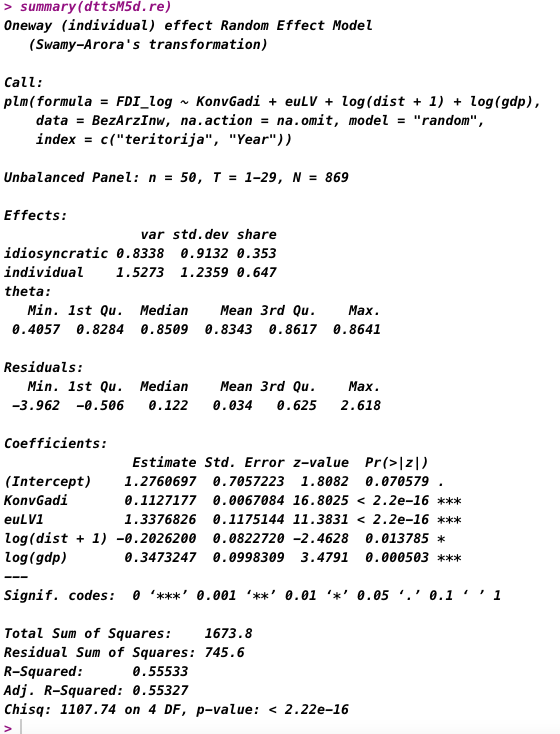 > summary(dttsM5d.re)
Oneway (individual) effect Random Effect Model
   (Swamy-Arora's transformation)

Call:
plm(formula = FDI_log ~ KonvGadi + euLV + log(dist + 1) + log(gdp),
    data = BezArzInw, na.action = na.omit, model = "random",
    index = c("teritorija", "Year"))

Unbalanced Panel: n = 50, T = 1-29, N = 869

Effects:
                 var std.dev share
idiosyncratic 0.8338  0.9132 0.353
individual    1.5273  1.2359 0.647
theta:
   Min. 1st Qu.  Median    Mean 3rd Qu.    Max.
 0.4057  0.8284  0.8509  0.8343  0.8617  0.8641

Residuals:
   Min. 1st Qu.  Median    Mean 3rd Qu.    Max.
 -3.962  -0.506   0.122   0.034   0.625   2.618

Coefficients:
                Estimate Std. Error z-value  Pr(>|z|)
(Intercept)    1.2760697  0.7057223  1.8082  0.070579 .
KonvGadi       0.1127177  0.0067084 16.8025 < 2.2e-16 ***
euLV1          1.3376826  0.1175144 11.3831 < 2.2e-16 ***
log(dist + 1) -0.2026200  0.0822720 -2.4628  0.013785 *
log(gdp)       0.3473247  0.0998309  3.4791  0.000503 ***
---
Signif. codes:  0 ‘***’ 0.001 ‘**’ 0.01 ‘*’ 0.05 ‘.’ 0.1 ‘ ’ 1

Total Sum of Squares:    1673.8
Residual Sum of Squares: 745.6
R-Squared:      0.55533
Adj. R-Squared: 0.55327
Chisq: 1107.74 on 4 DF, p-value: < 2.22e-16
>